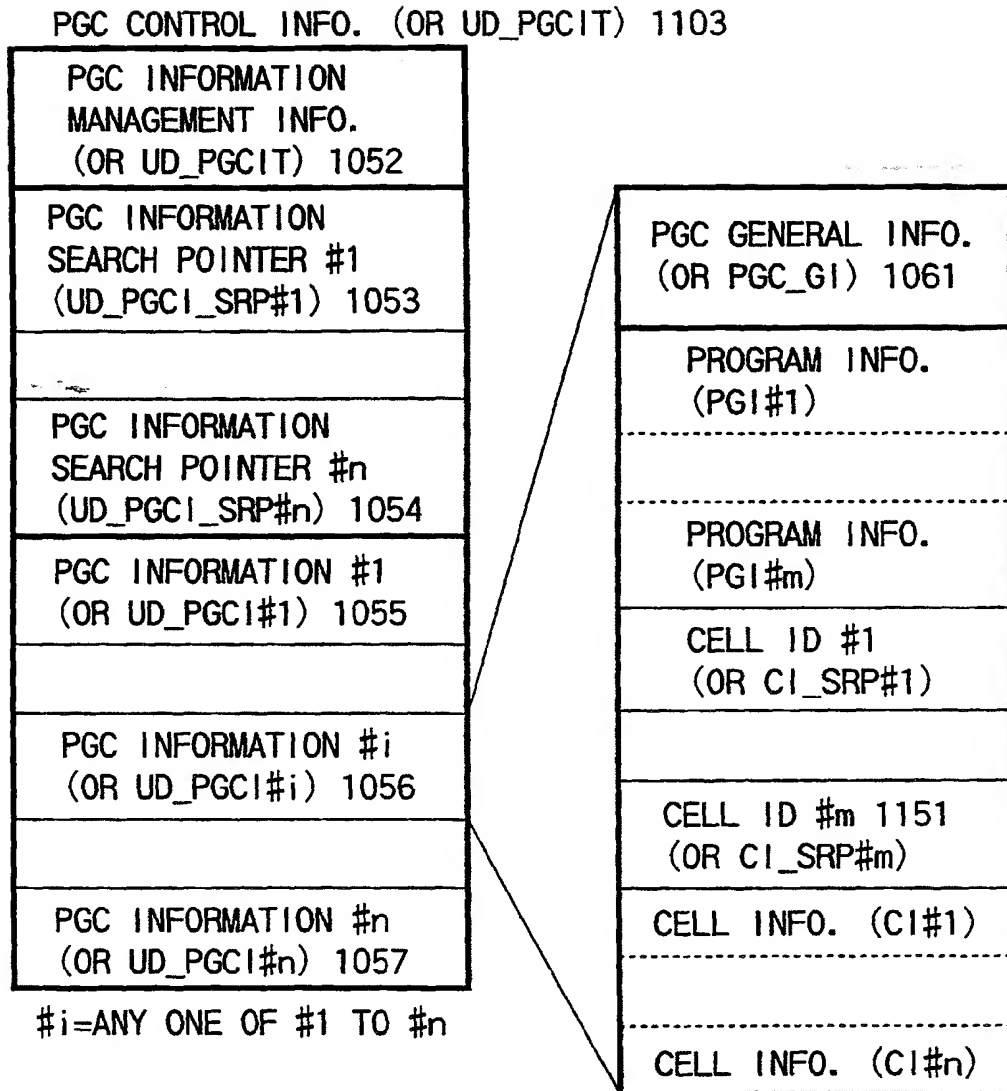 PGC CONTROL INFO. (OR UD_PGCIT) 1103
PGC INFORMATION
MANAGEMENT INFO.
(OR UD_PGCIT) 1052
PGC INFORMATION
SEARCH POINTER #1
(UD_PGCI_SRP#1) 1053
PGC INFORMATION
SEARCH POINTER #n
(UD_PGCI_SRP#n) 1054
PGC INFORMATION #1
(OR UD_PGCI#1) 1055
PGC INFORMATION #i
(OR UD_PGCI#i) 1056
PGC INFORMATION #n
(OR UD_PGCI#n) 1057
#i=ANY ONE OF #1 TO #n
PGC GENERAL INFO.
(OR PGC_GI) 1061
PROGRAM INFO.
(PGI#1)
PROGRAM INFO.
(PGI#m)
CELL ID #1
(OR CI_SRP#1)
CELL ID #m 1151
(OR CI_SRP#m)
CELL INFO. (CI#1)
CELL INFO. (CI#n)